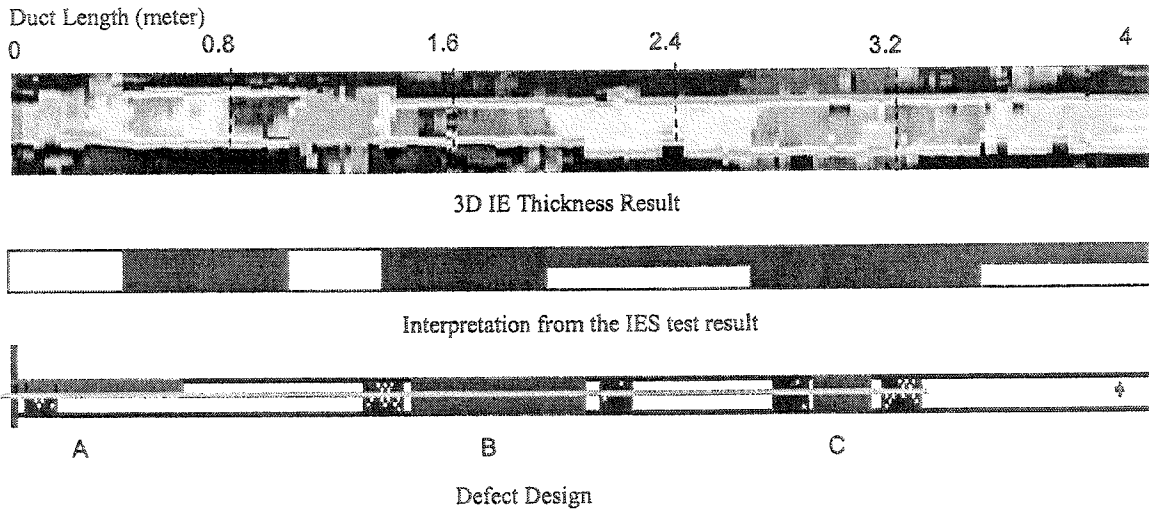 Duct Length (meter)
0 0.8 1.6 2.4 3.2 4
3D IE Thickness Result
Interpretation from the IES test result
A B C
Defect Design